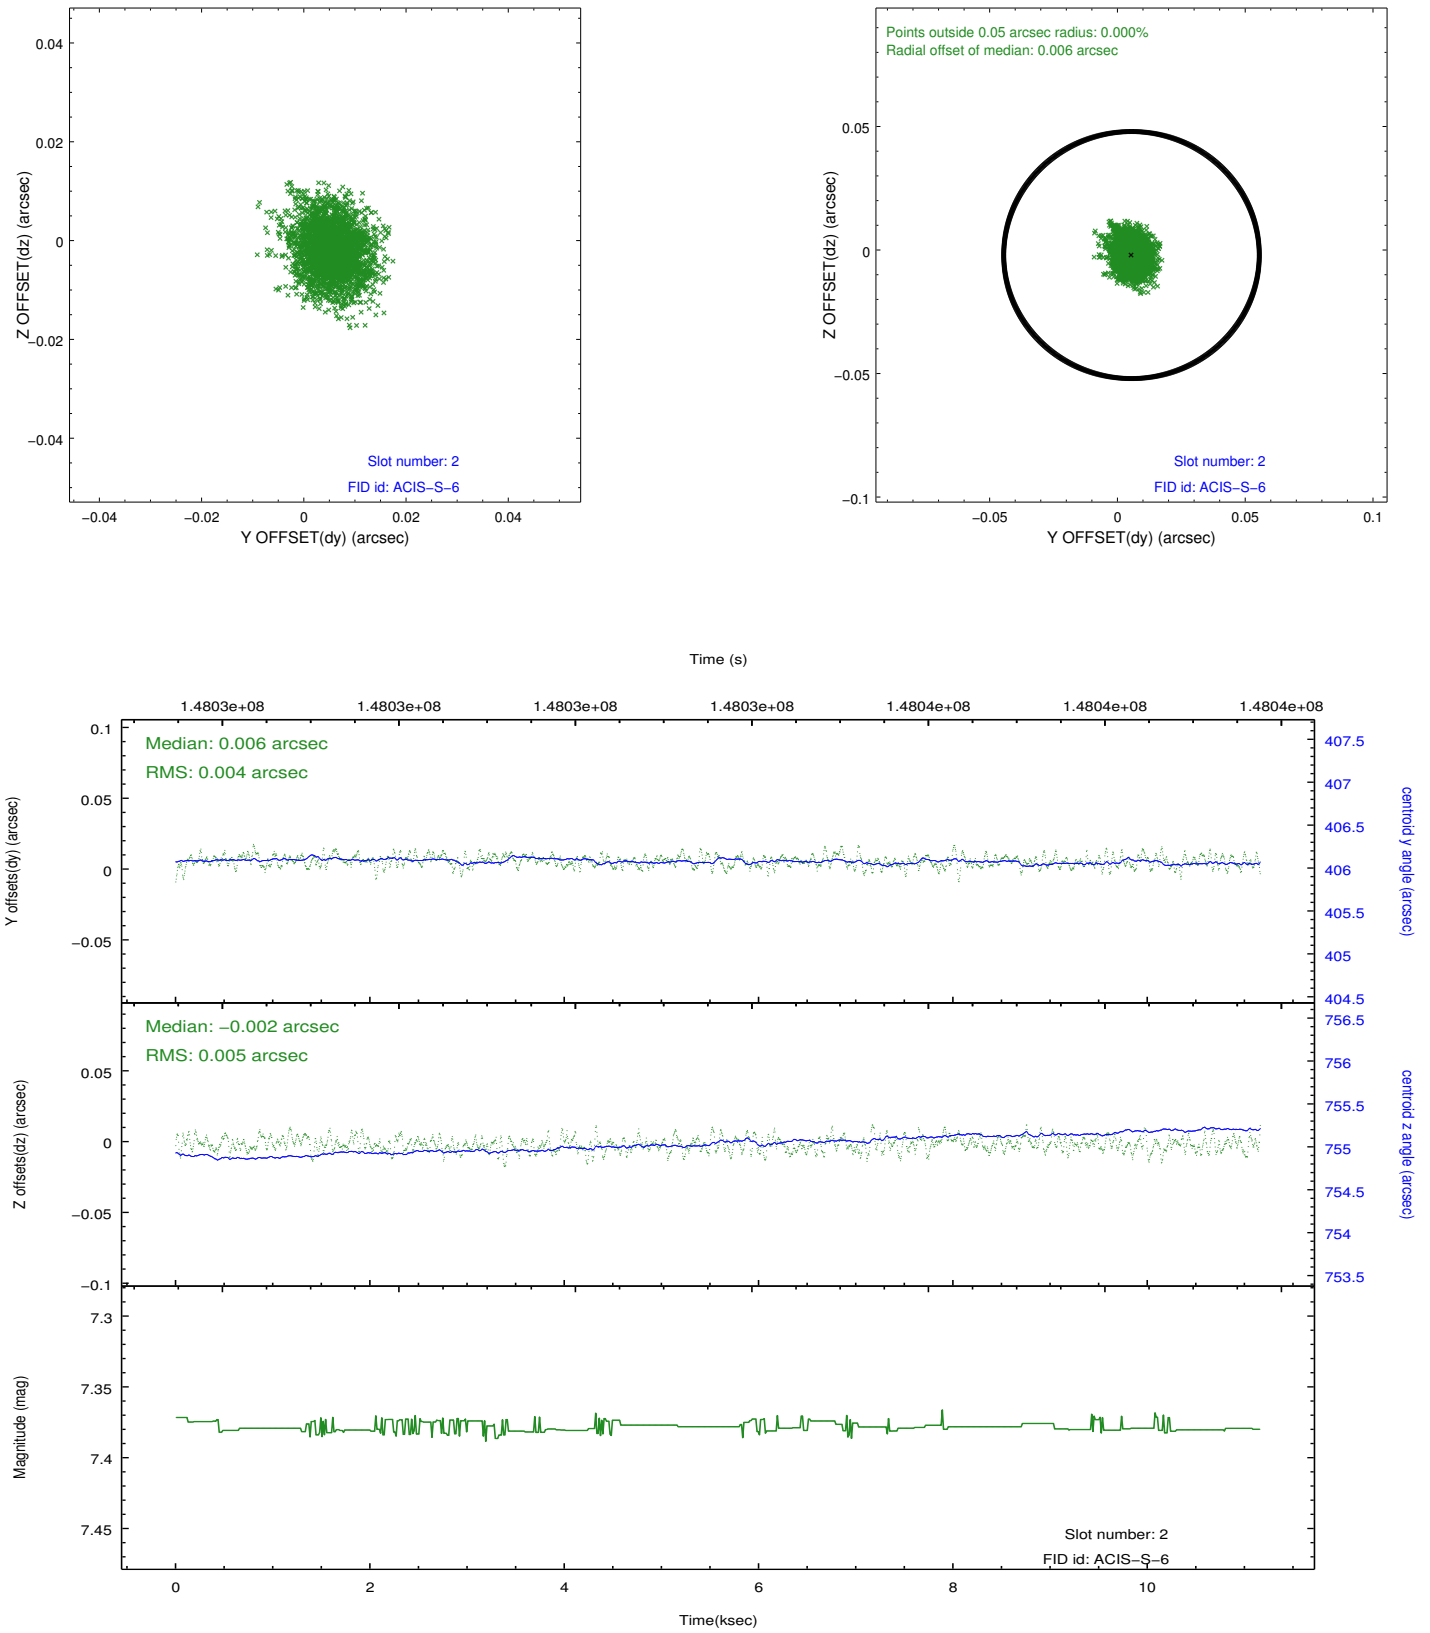 0.04
0.02
0
−0.02
−0.04
Z OFFSET(dz) (arcsec)
Slot number: 2
FID id: ACIS−S−6
−0.04 −0.02 0 0.02 0.04
Y OFFSET(dy) (arcsec)
Points outside 0.05 arcsec radius: 0.000%
Radial offset of median: 0.006 arcsec
0.05
0
−0.05
−0.1
Z OFFSET(dz) (arcsec)
Slot number: 2
FID id: ACIS−S−6
−0.05 0 0.05 0.1
Y OFFSET(dy) (arcsec)
Time (s)
1.4803e+08 1.4803e+08 1.4803e+08 1.4803e+08 1.4804e+08 1.4804e+08 1.4804e+08
Median: 0.006 arcsec
RMS: 0.004 arcsec
0.1
0.05
0
−0.05
Y offsets(dy) (arcsec)
407.5
407
406.5
406
405.5
405
404.5
centroid y angle (arcsec)
Median: −0.002 arcsec
RMS: 0.005 arcsec
0.05
0
−0.05
−0.1
Z offsets(dz) (arcsec)
756.5
756
755.5
755
754.5
754
753.5
centroid z angle (arcsec)
7.3
7.35
7.4
7.45
Magnitude (mag)
Slot number: 2
FID id: ACIS−S−6
0 2 4 6 8 10
Time(ksec)